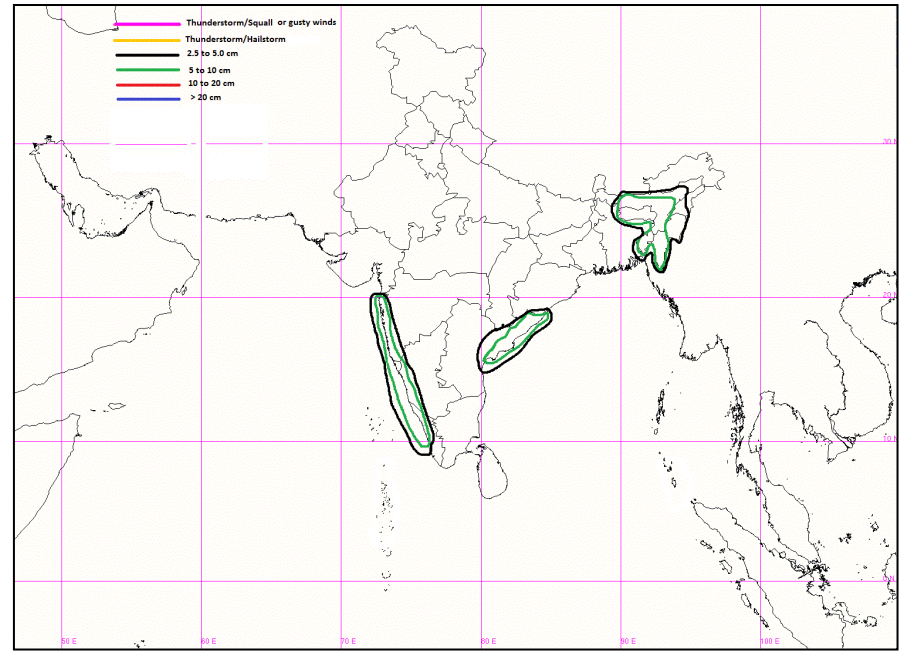 Thunderstorm/Squall or gusty winds
Thunderstorm/Hailstorm
2.5 to 5.0 cm
5 to 10 cm
10 to 20 cm
> 20 cm
30 N
20 N
10 N
0 N
50 E
60 E
70 E
80 E
90 E
100 E